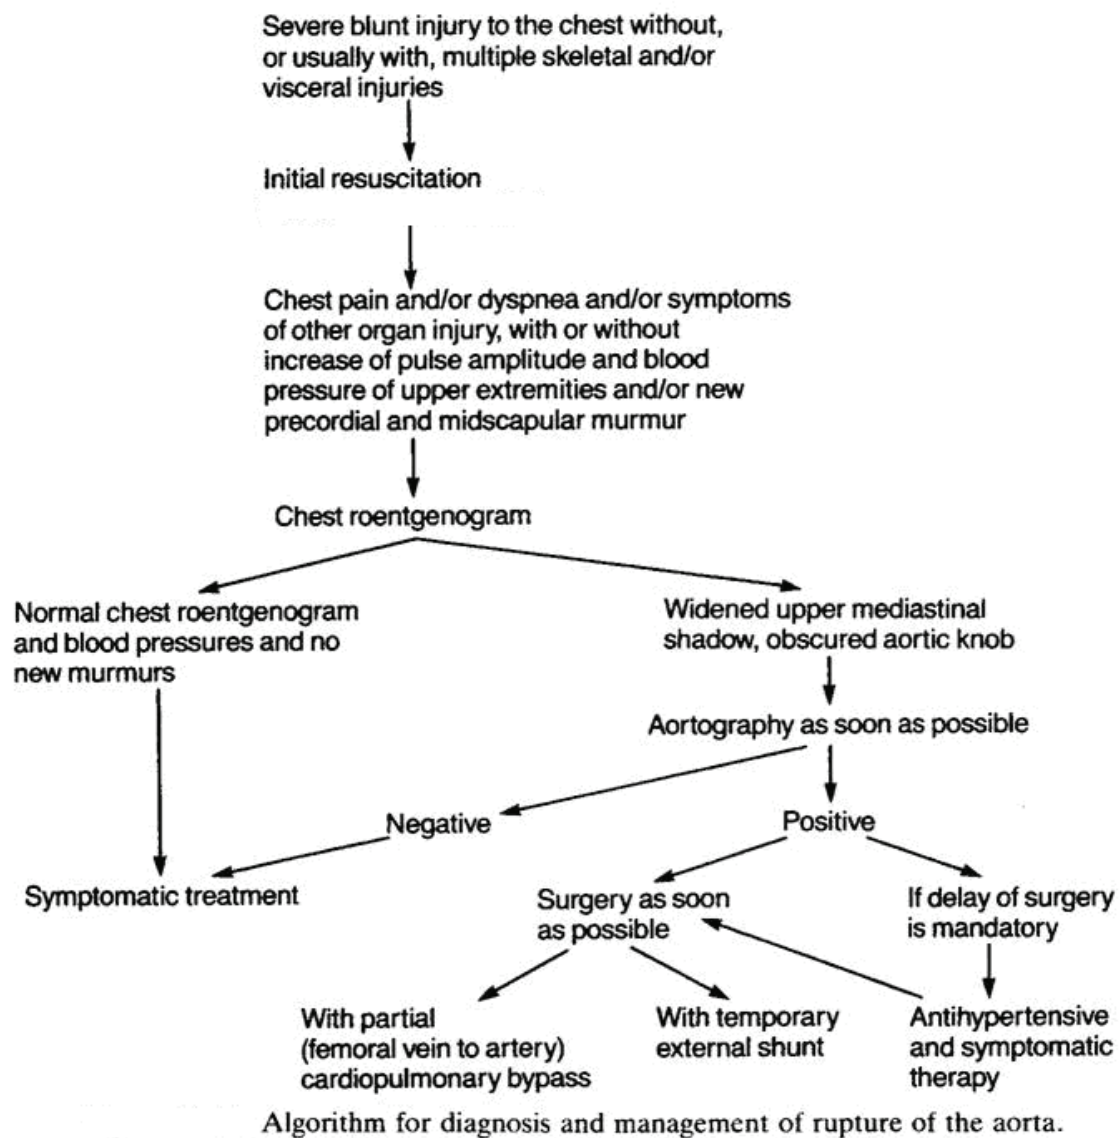 Severe blunt injury to the chest without,
or usually with, multiple skeletal and/or
visceral injuries
Initial resuscitation
Chest pain and/or dyspnea and/or symptoms
of other organ injury, with or without
increase of pulse amplitude and blood
pressure of upper extremities and/or new
precordial and midscapular murmur
Chest roentgenogram
Normal chest roentgenogram
and blood pressures and no
new murmurs
Widened upper mediastinal
shadow, obscured aortic knob
Aortography as soon as possible
Negative
Positive
Symptomatic treatment
Surgery as soon
as possible
If delay of surgery
is mandatory
With partial
(femoral vein to artery)
cardiopulmonary bypass
With temporary
external shunt
Antihypertensive
and symptomatic
therapy
Algorithm for diagnosis and management of rupture of the aorta.